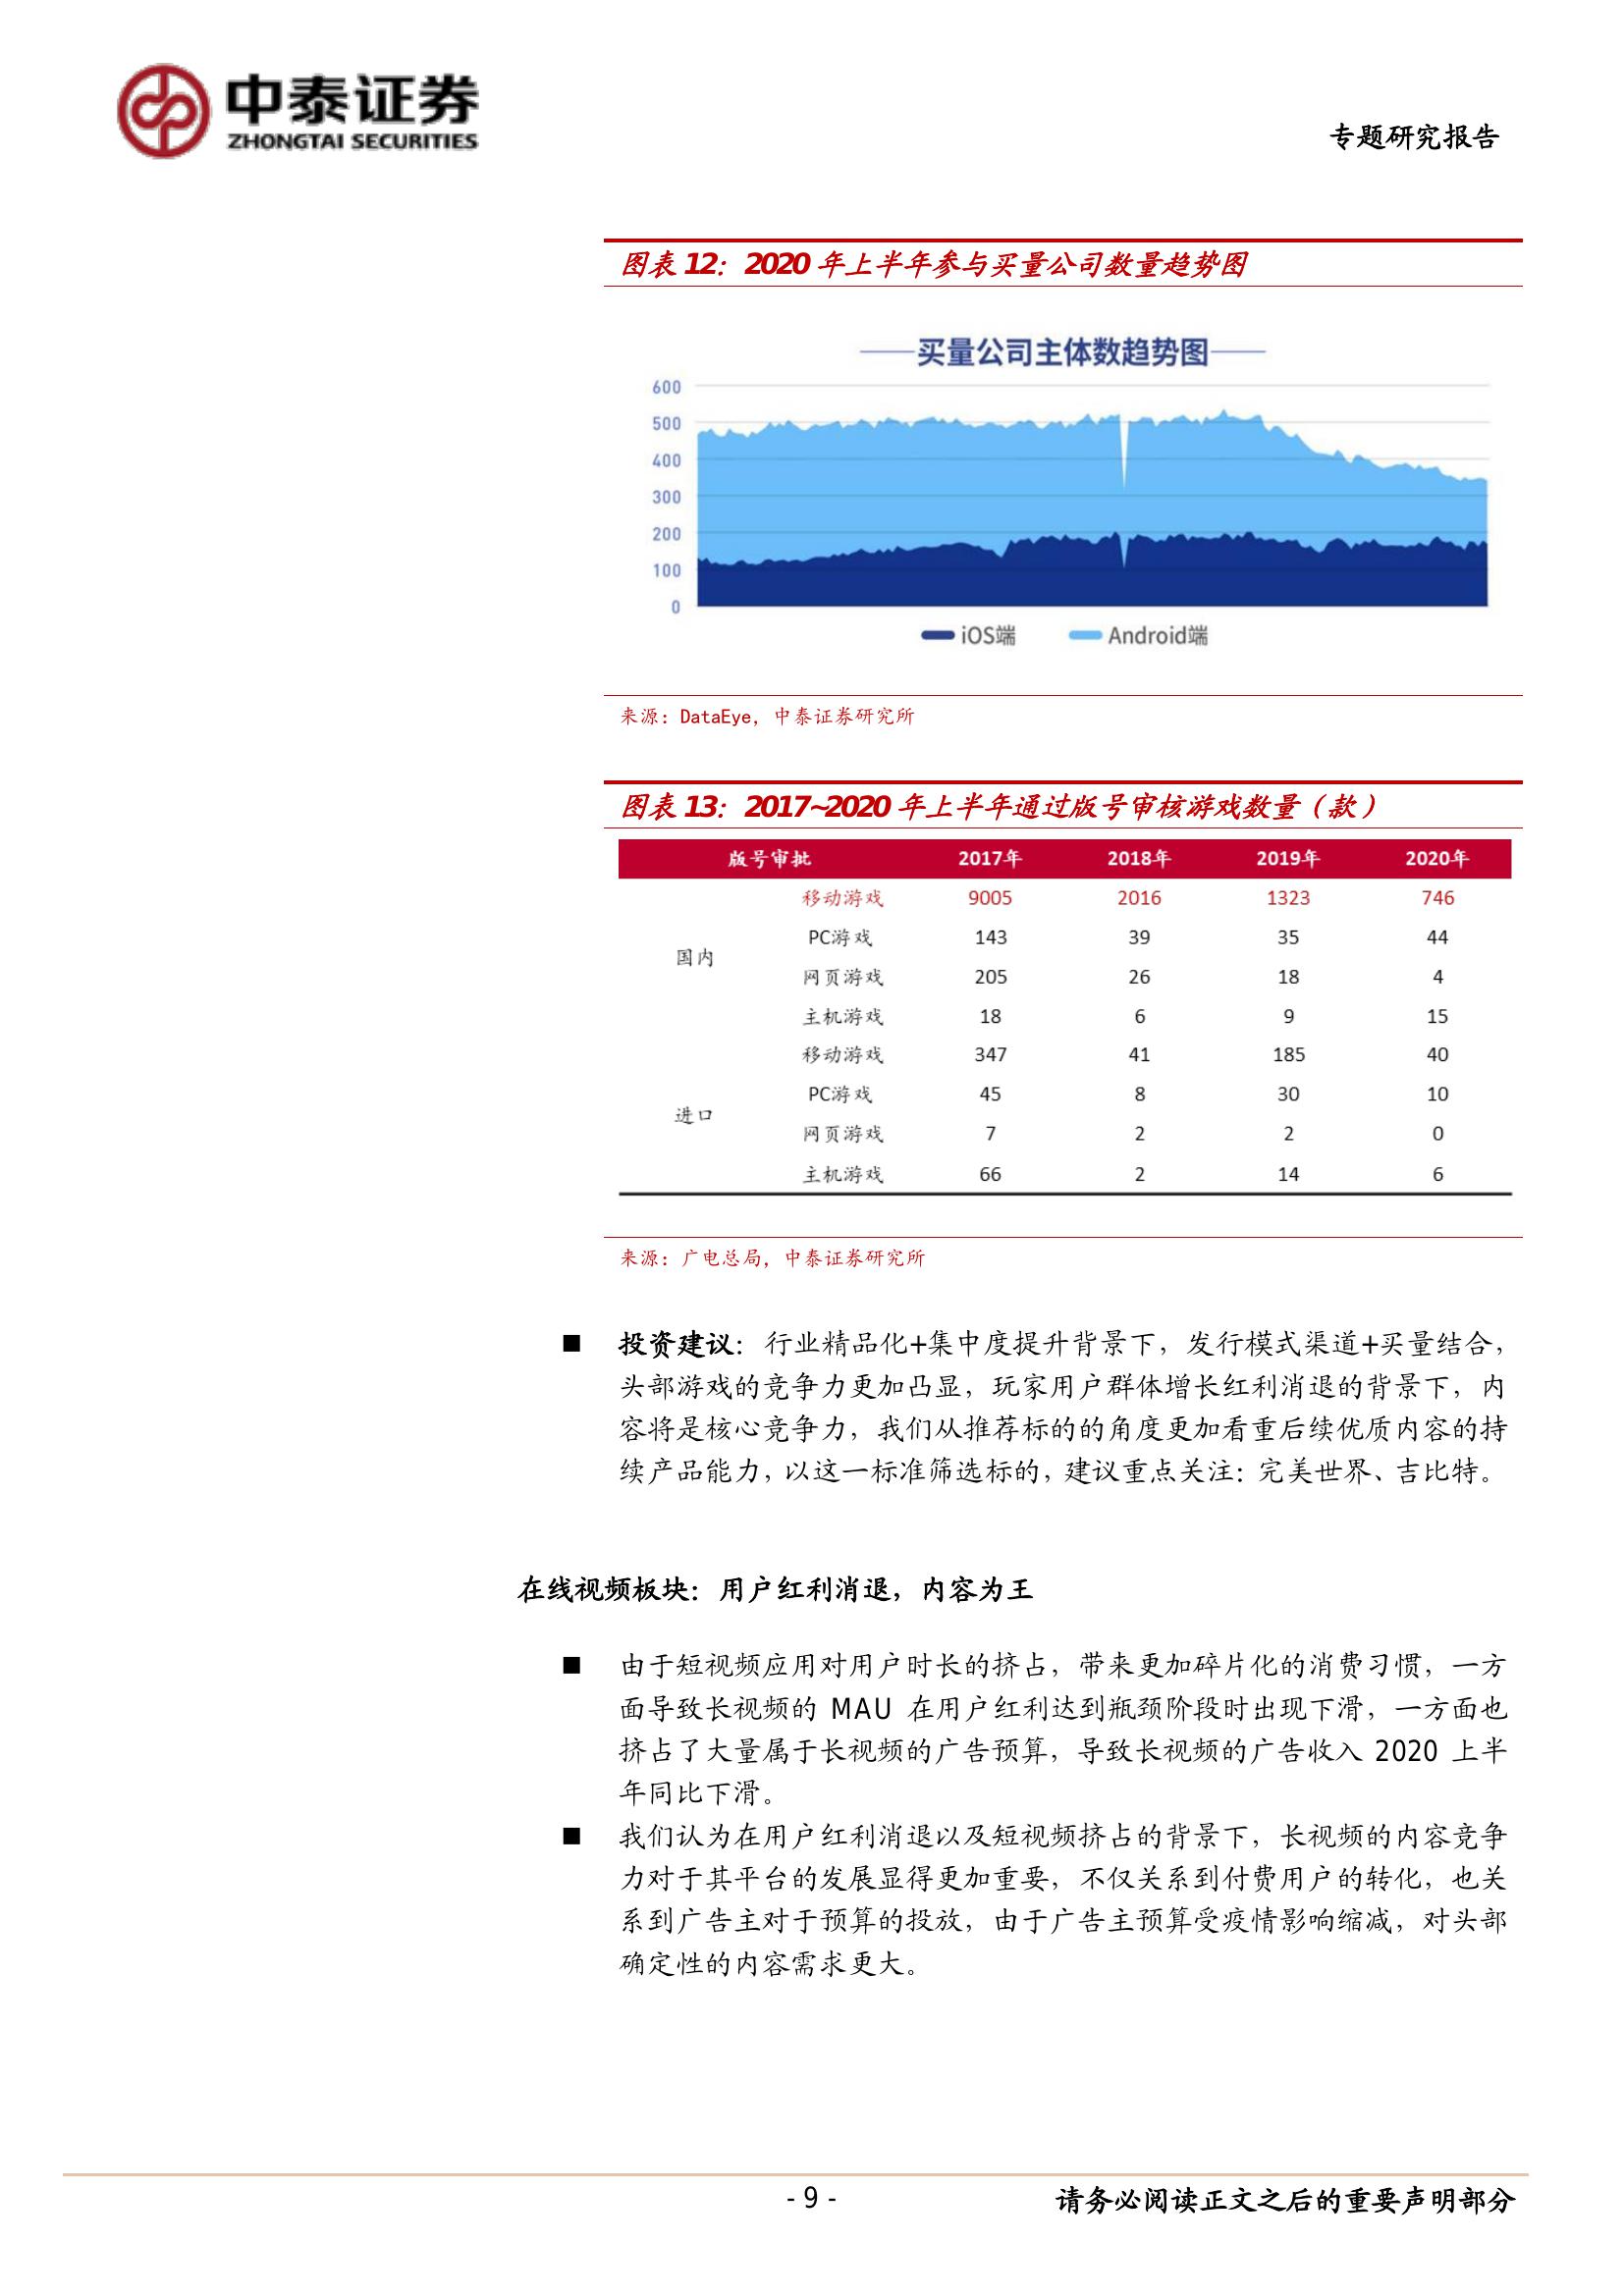 中泰证券
ZHONGTAI SECURITIES
专题研究报告
图表 12：2020 年上半年参与买量公司数量趋势图
买量公司主体数趋势图
600
500
400
300
200
100
0
iOS端 Android端
来源：DataEye，中泰证券研究所
图表 13：2017~2020 年上半年通过版号审核游戏数量（款）
版号审批 2017年 2018年 2019年 2020年
国内
移动游戏 9005 2016 1323 746
PC游戏 143 39 35 44
网页游戏 205 26 18 4
主机游戏 18 6 9 15
进口
移动游戏 347 41 185 40
PC游戏 45 8 30 10
网页游戏 7 2 2 0
主机游戏 66 2 14 6
来源：广电总局，中泰证券研究所
■ 投资建议：行业精品化+集中度提升背景下，发行模式渠道+买量结合，
头部游戏的竞争力更加凸显，玩家用户群体增长红利消退的背景下，内
容将是核心竞争力，我们从推荐标的的角度更加看重后续优质内容的持
续产品能力，以这一标准筛选标的，建议重点关注：完美世界、吉比特。
在线视频板块：用户红利消退，内容为王
■ 由于短视频应用对用户时长的挤占，带来更加碎片化的消费习惯，一方
面导致长视频的 MAU 在用户红利达到瓶颈阶段时出现下滑，一方面也
挤占了大量属于长视频的广告预算，导致长视频的广告收入 2020 上半
年同比下滑。
■ 我们认为在用户红利消退以及短视频挤占的背景下，长视频的内容竞争
力对于其平台的发展显得更加重要，不仅关系到付费用户的转化，也关
系到广告主对于预算的投放，由于广告主预算受疫情影响缩减，对头部
确定性的内容需求更大。
- 9 -
请务必阅读正文之后的重要声明部分